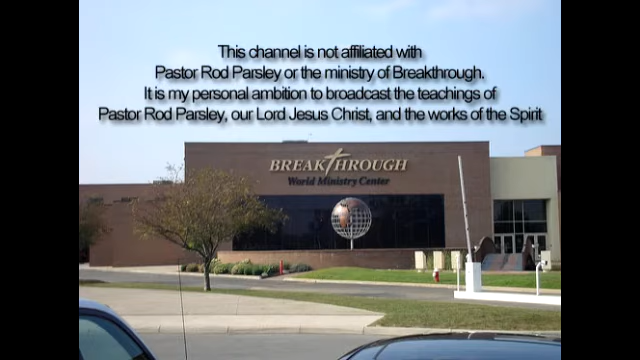 This channel is not affiliated with
Pastor Rod Parsley or the ministry of Breakthrough.
It is my personal ambition to broadcast the teachings of
Pastor Rod Parsley, our Lord Jesus Christ, and the works of the Spirit
BREAKTHROUGH
World Ministry Center